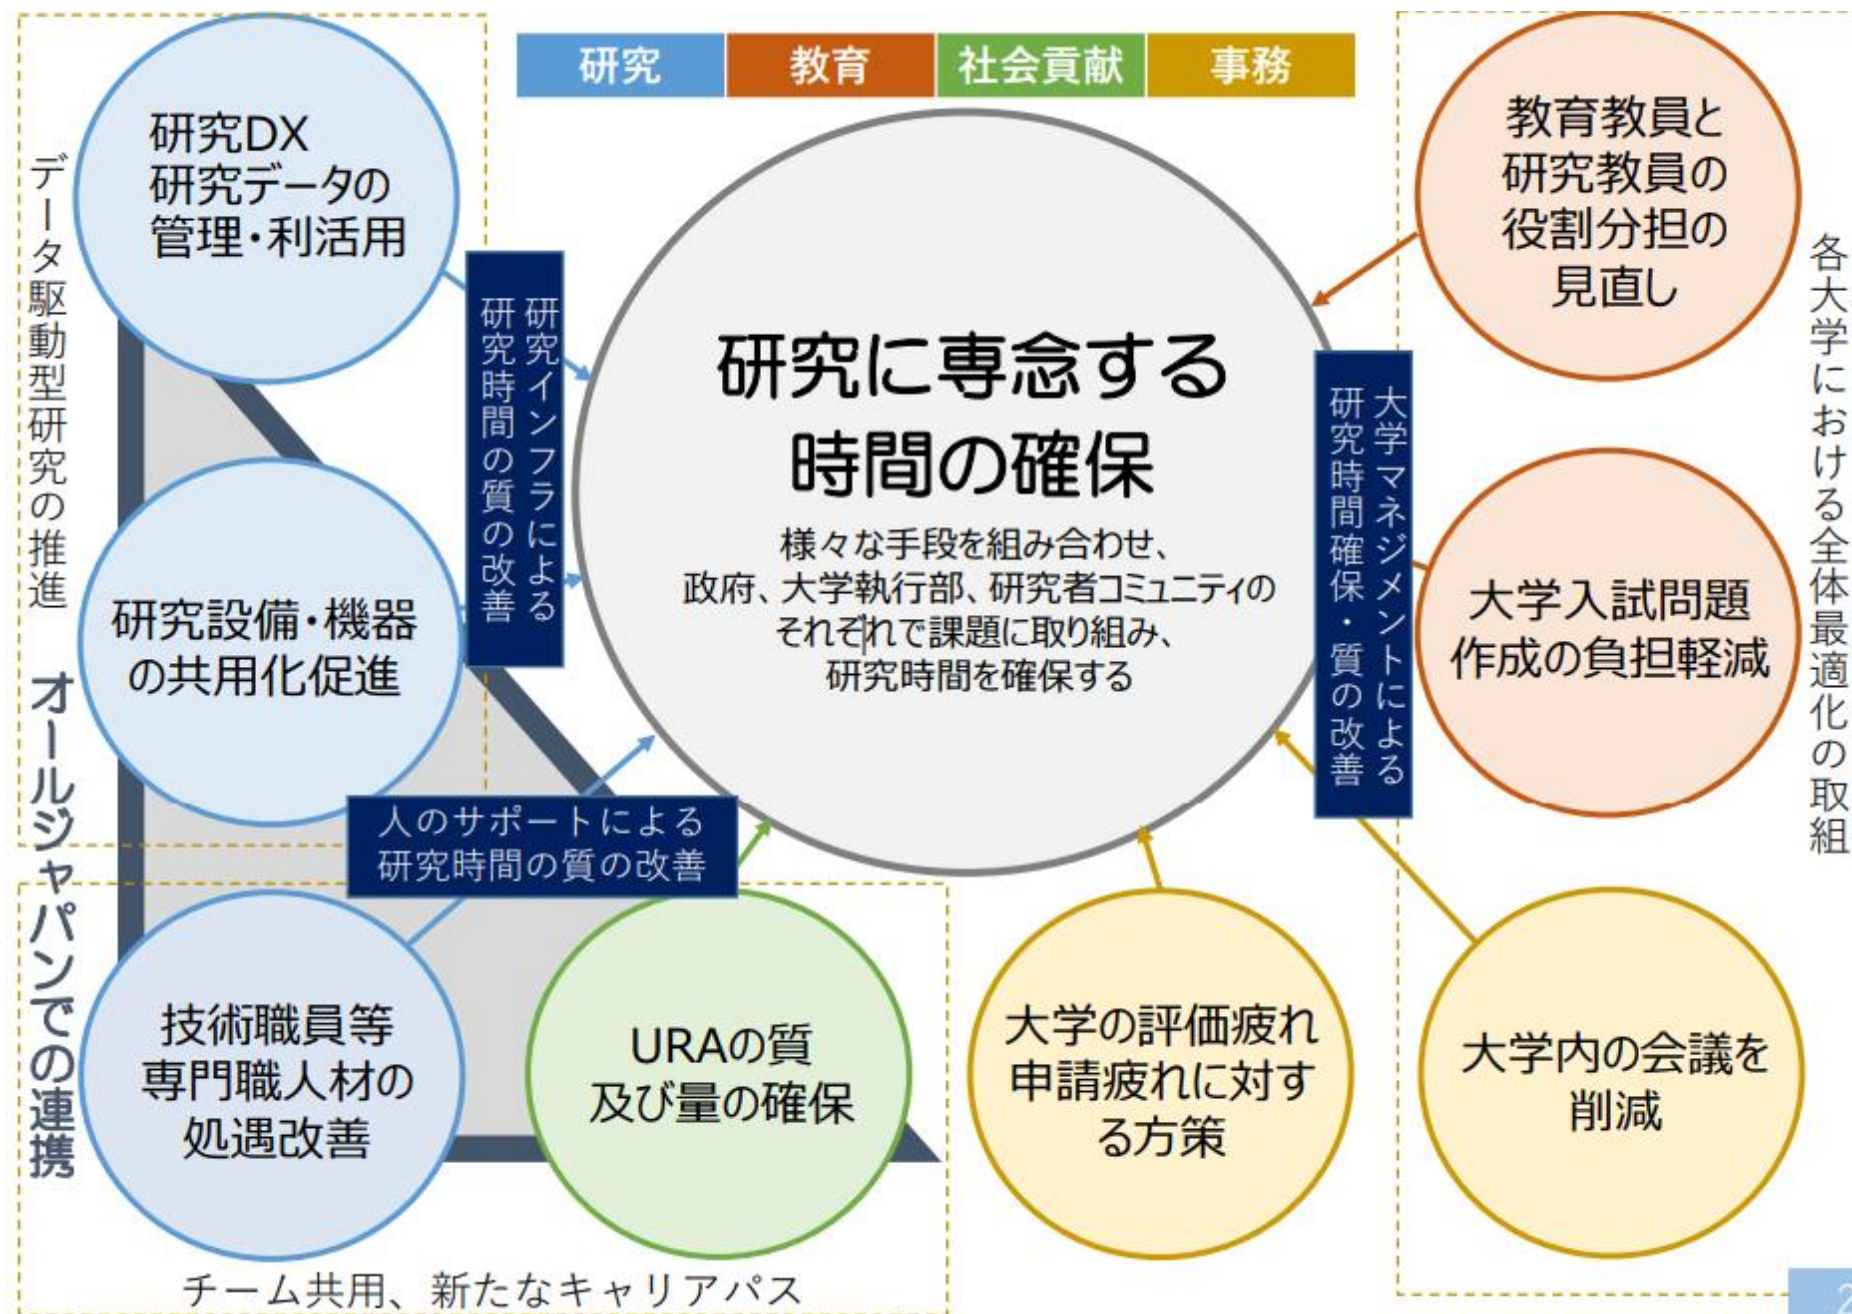 研究
教育
社会貢献
事務
研究DX
研究データの
管理・利活用
データ駆動型研究の推進
研究インフラによる
研究時間の質の改善
研究に専念する
時間の確保
様々な手段を組み合わせ、
政府、大学執行部、研究者コミュニティの
それぞれで課題に取り組み、
研究時間を確保する
教育教員と
研究教員の
役割分担の
見直し
各大学における全体最適化の取組
大学マネジメントによる
研究時間確保・質の改善
研究設備・機器
の共用化促進
大学入試問題
作成の負担軽減
オールジャパンでの連携
人のサポートによる
研究時間の質の改善
技術職員等
専門職人材の
処遇改善
URAの質
及び量の確保
大学の評価疲れ
申請疲れに対す
る方策
大学内の会議を
削減
チーム共用、新たなキャリアパス
2